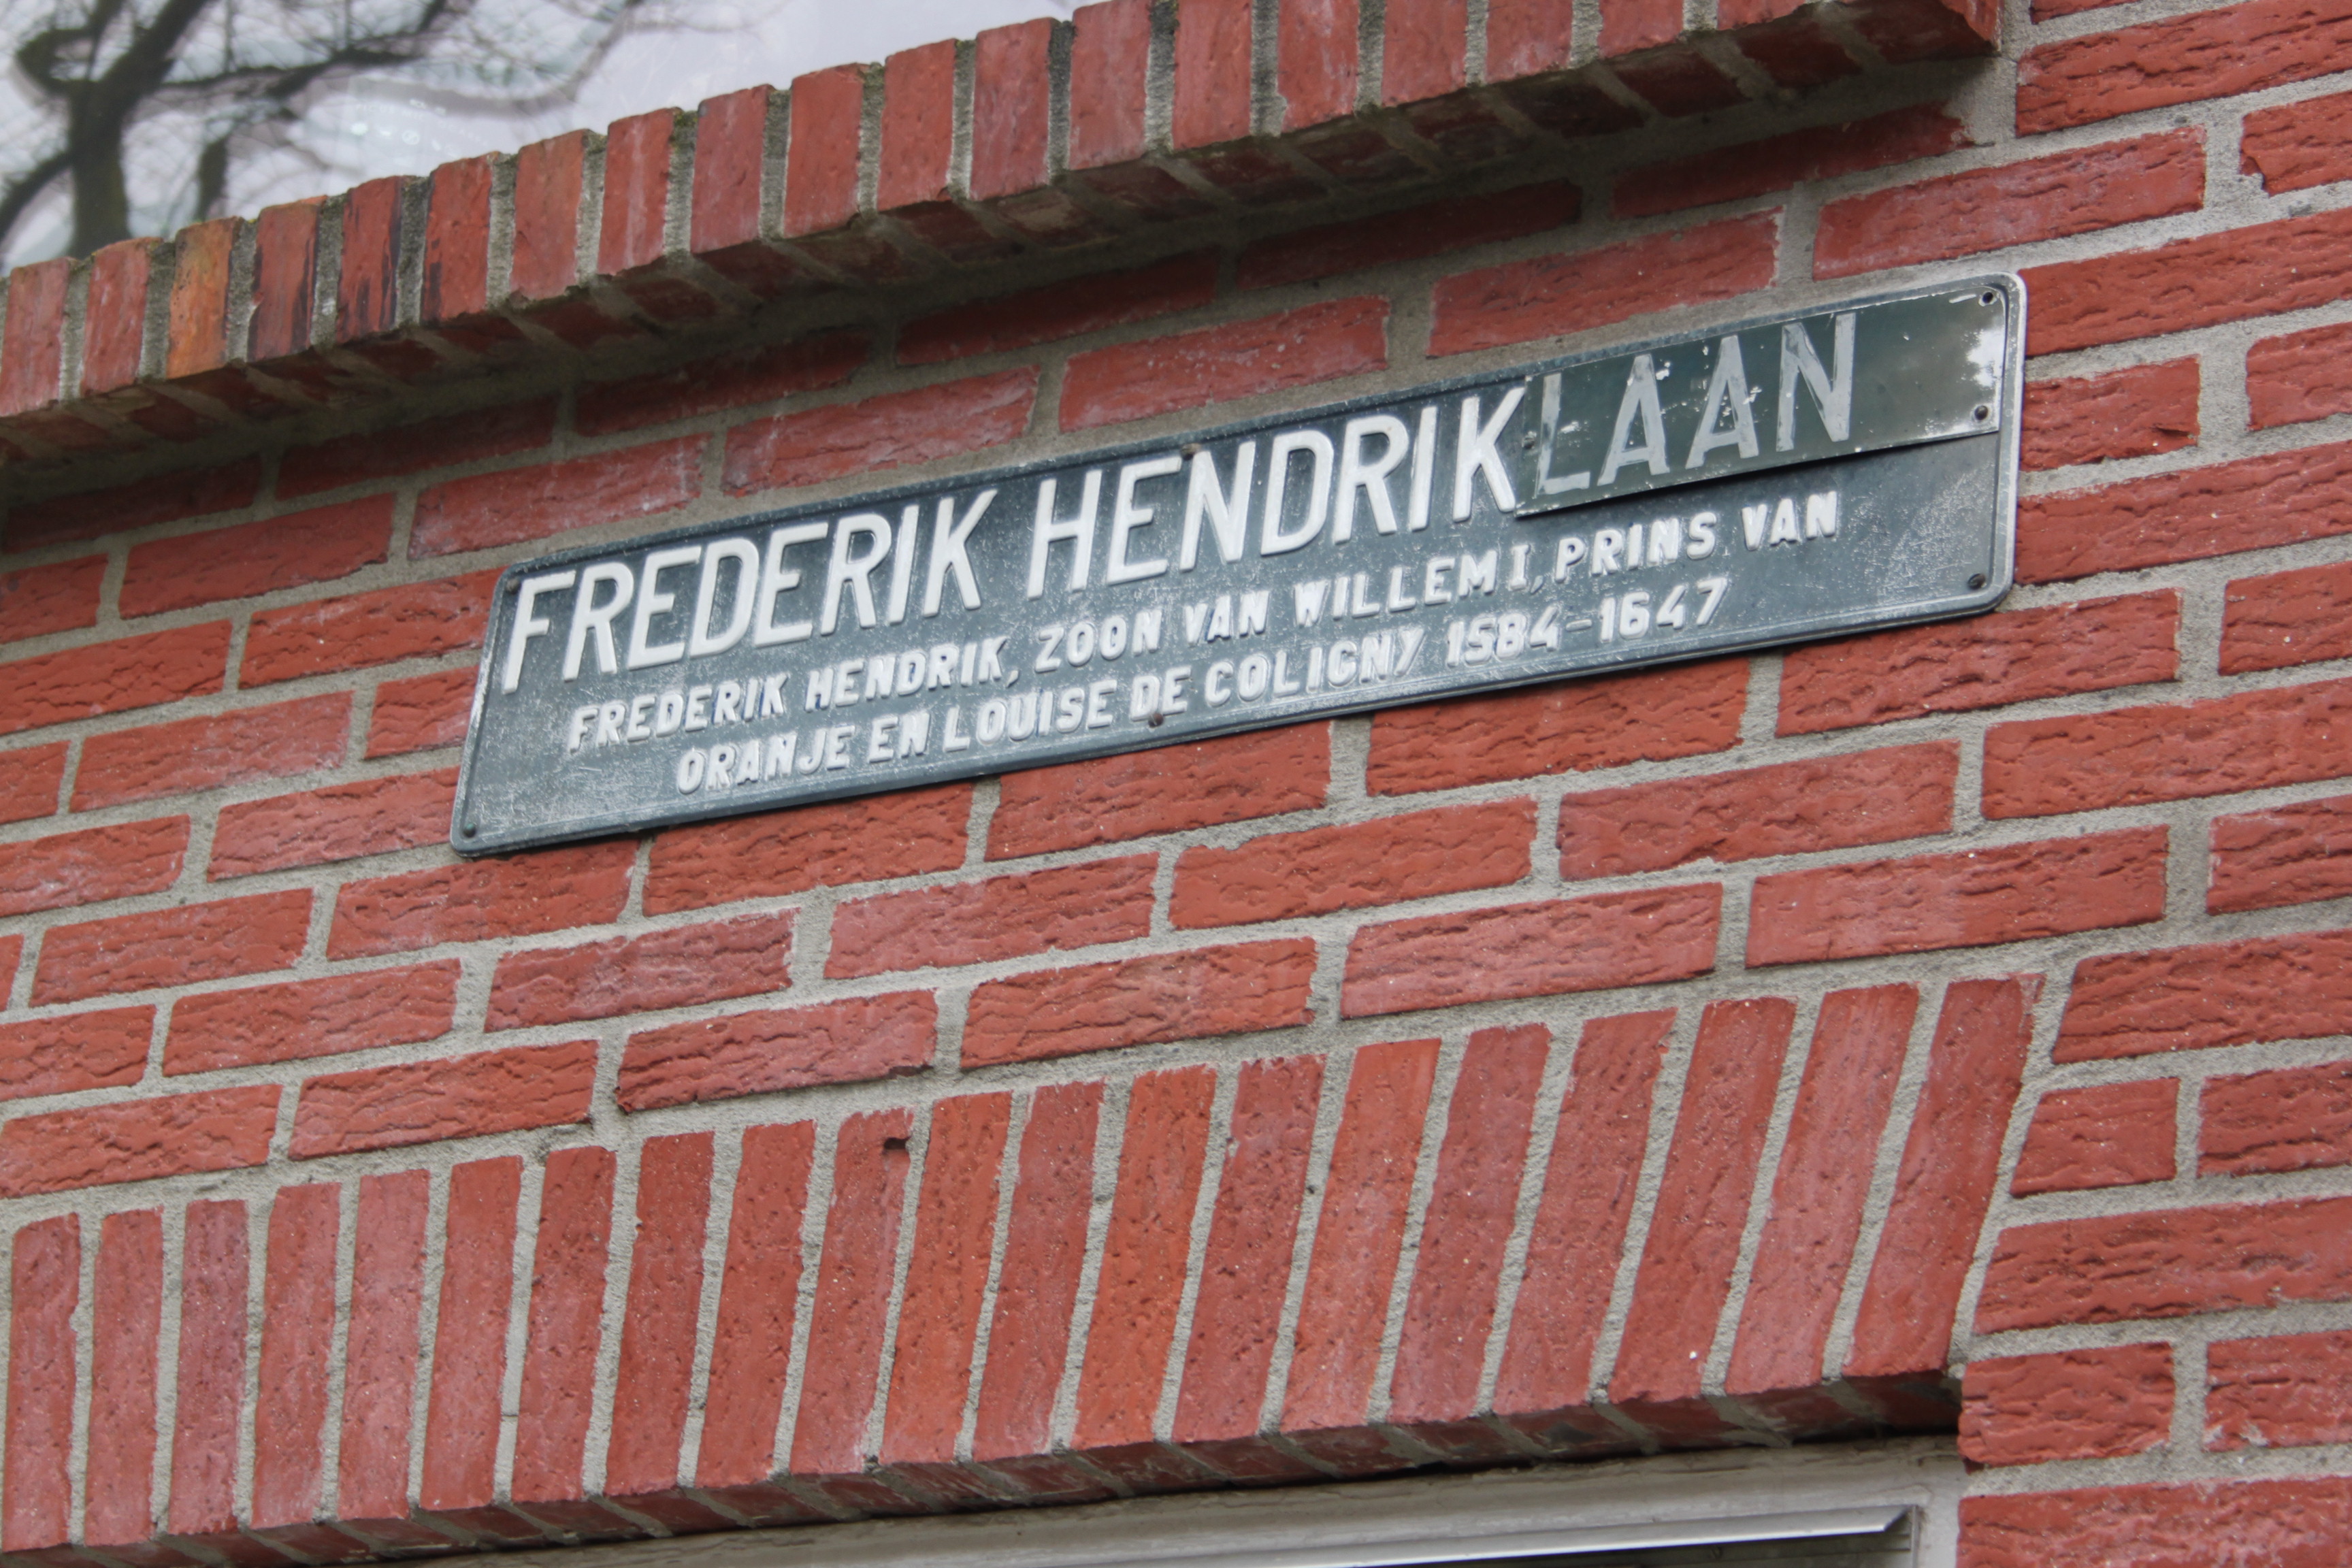 FREDERIK HENDRIKLAAN
FREDERIK HENDRIK, ZOON VAN WILLEM I, PRINS VAN
ORANJE EN LOUISE DE COLIGNY 1584-1647